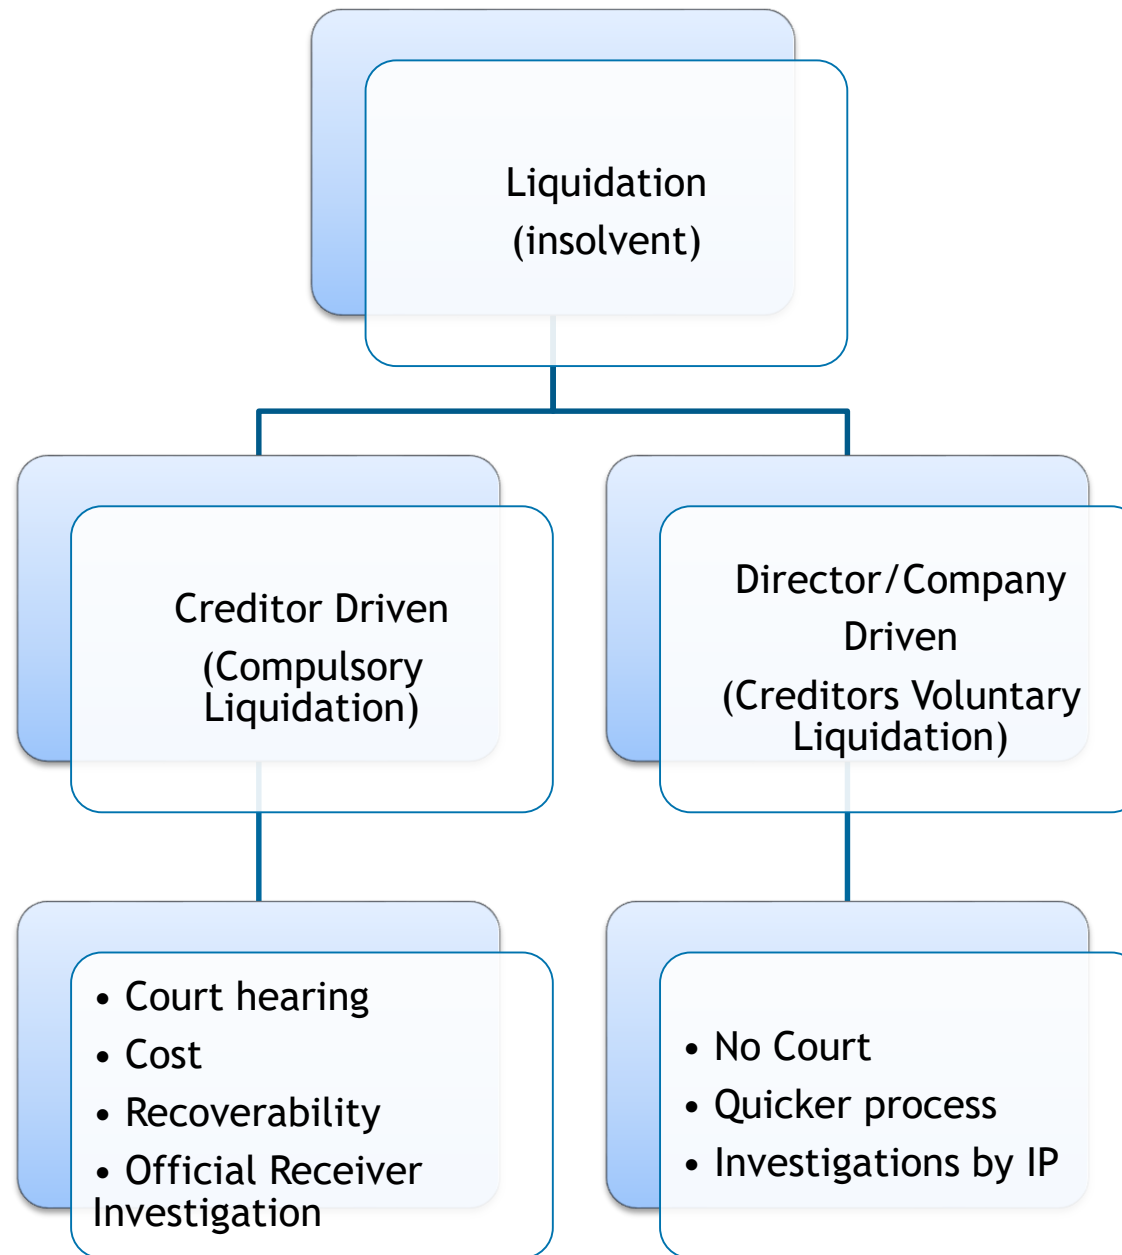 Liquidation
(insolvent)
Creditor Driven
(Compulsory
Liquidation)
Director/Company
Driven
(Creditors Voluntary
Liquidation)
• Court hearing
• Cost
• Recoverability
• Official Receiver
Investigation
• No Court
• Quicker process
• Investigations by IP